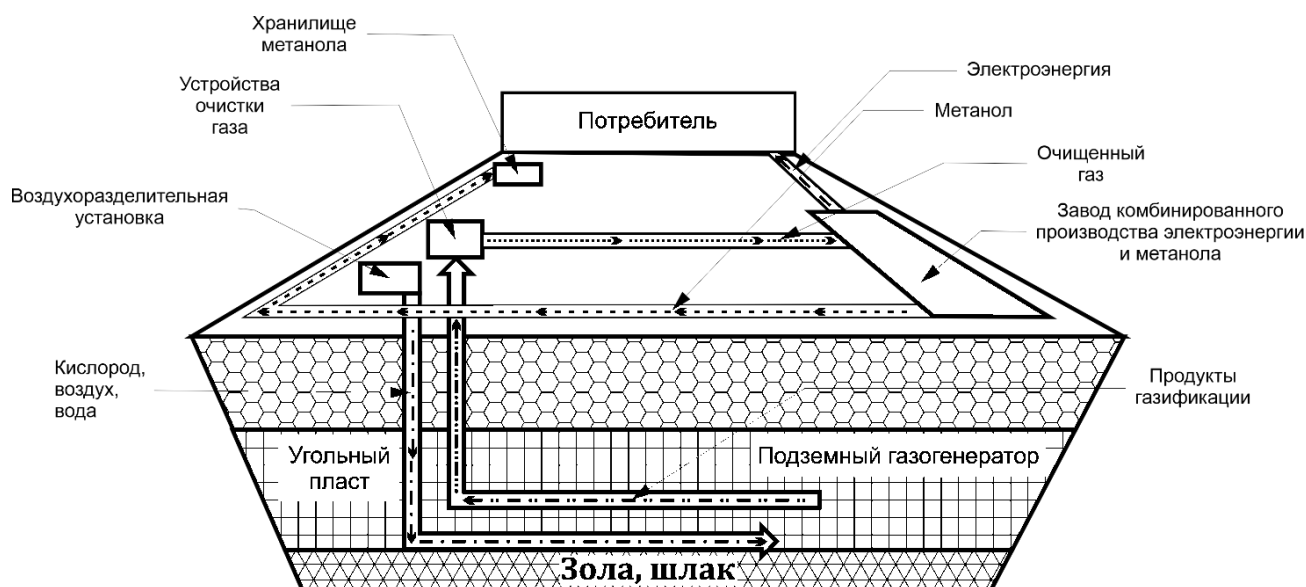 Хранилище
метанола
Устройства
очистки
газа
Воздухоразделительная
установка
Потребитель
Электроэнергия
Метанол
Очищенный
газ
Завод комбинированного
производства электроэнергии
и метанола
Кислород,
воздух,
вода
Продукты
газификации
Угольный
пласт
Подземный газогенератор
Зола, шлак